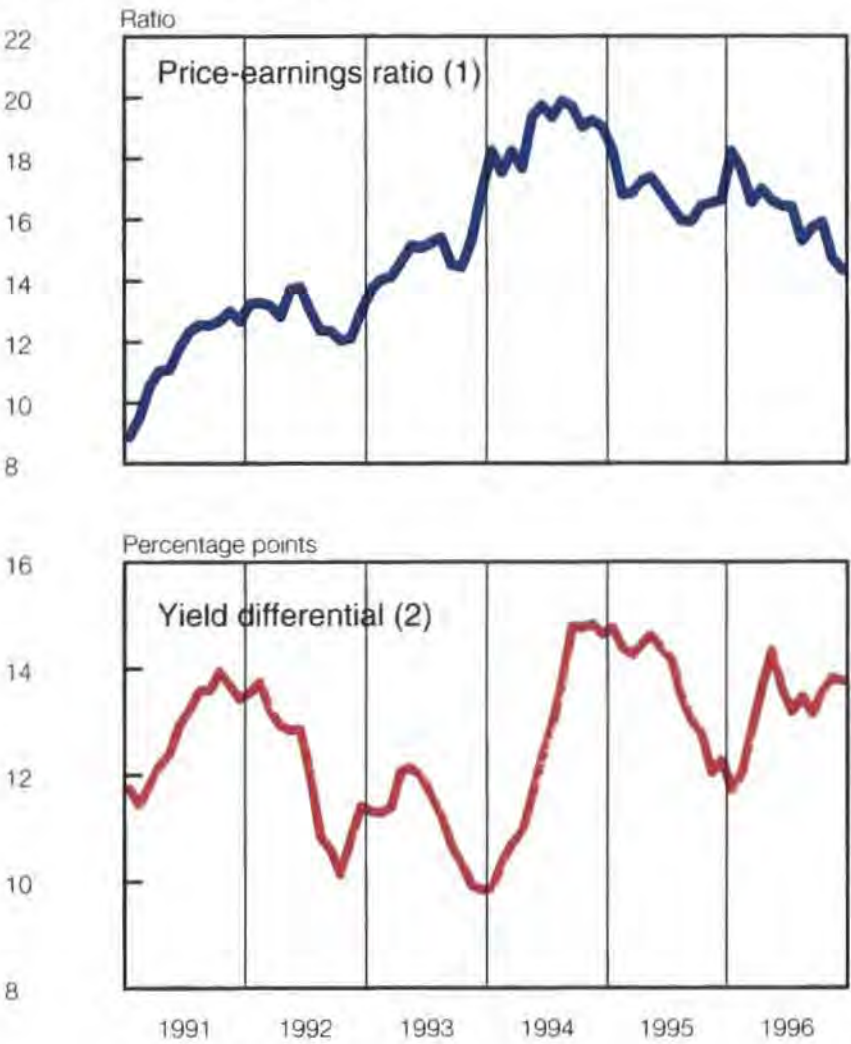 Ratio
22
Price-earnings ratio (1)
20
18
16
14
12
10
8
Percentage points
16
Yield differential (2)
14
12
10
8
1991 1992 1993 1994 1995 1996